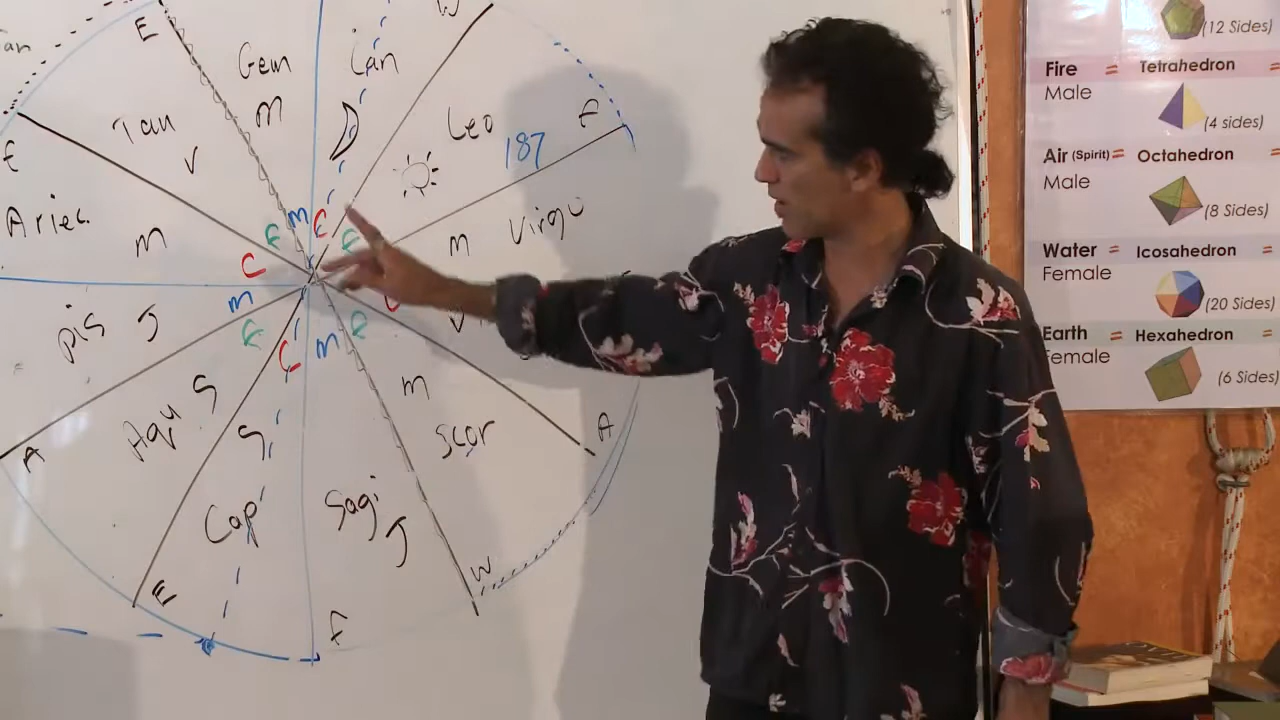 E
W
Gem
Can
Tau
m
Leo
187
F
E
V
Aries
m
m
C
E
E
m
Virgo
C
pis
J
m
E
C
m
E
m
A
Aqu
S
S
Scor
A
Cap
Sagi
J
W
E
F
(12 Sides)
Fire = Tetrahedron =
Male
(4 sides)
Air (Spirit) = Octahedron =
Male
(8 Sides)
Water = Icosahedron =
Female
(20 Sides)
Earth = Hexahedron =
Female
(6 Sides)